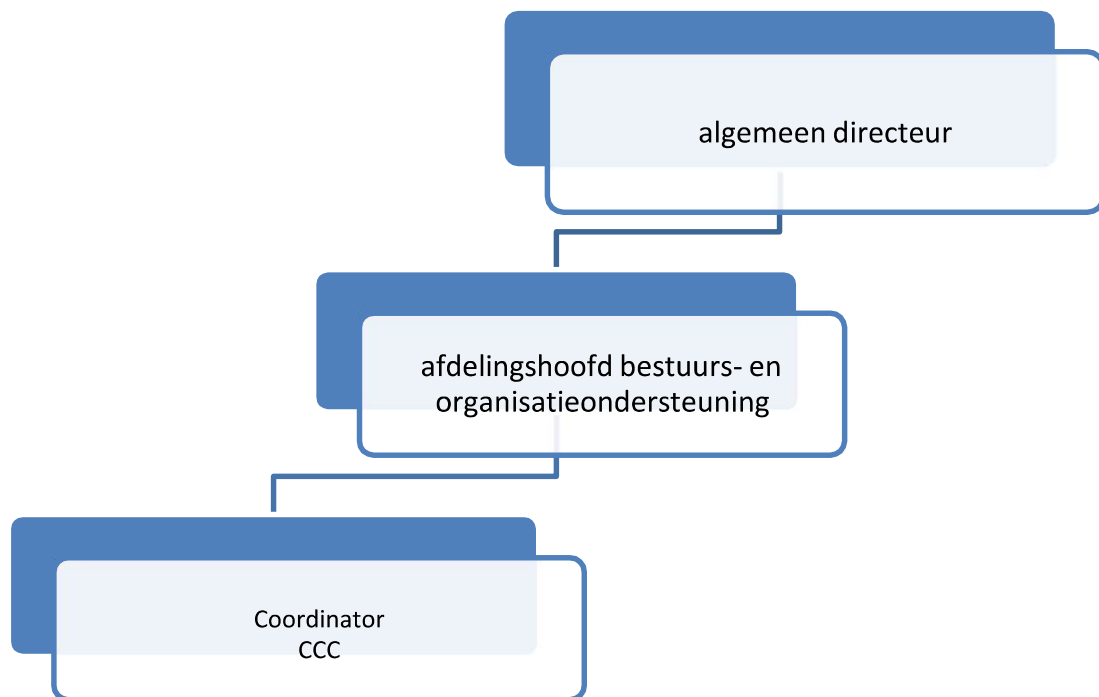 algemeen directeur
afdelingshoofd bestuurs- en
organisatieondersteuning
Coordinator
CCC